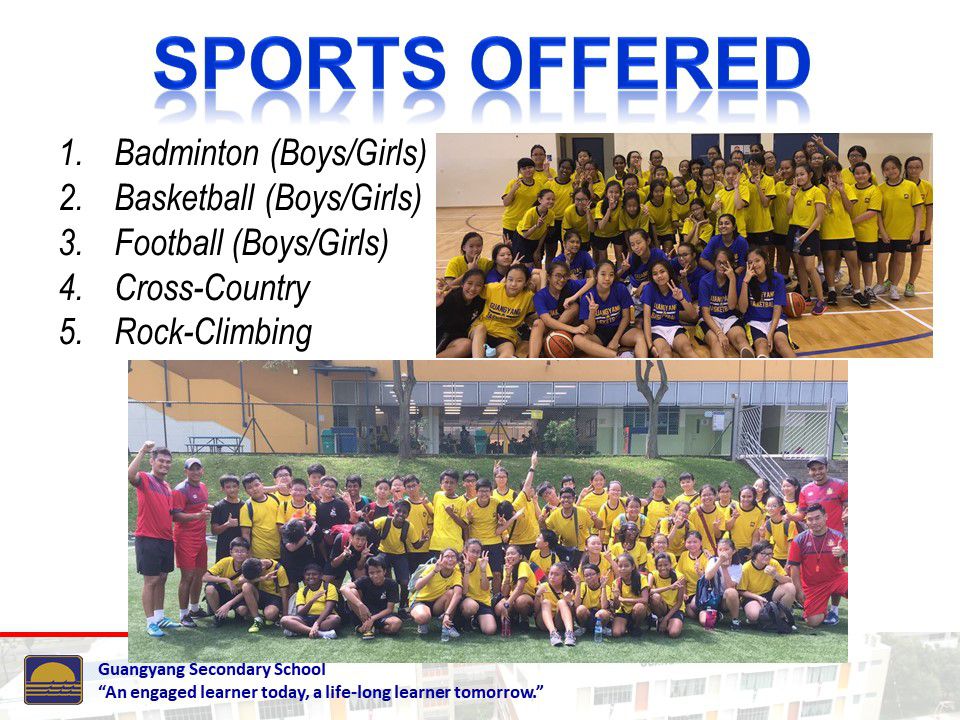 SPORTS OFFERED
1. Badminton (Boys/Girls)
2. Basketball (Boys/Girls)
3. Football (Boys/Girls)
4. Cross-Country
5. Rock-Climbing
GUANGYANG
BASKETBALL
Guangyang Secondary School
“An engaged learner today, a life-long learner tomorrow.”